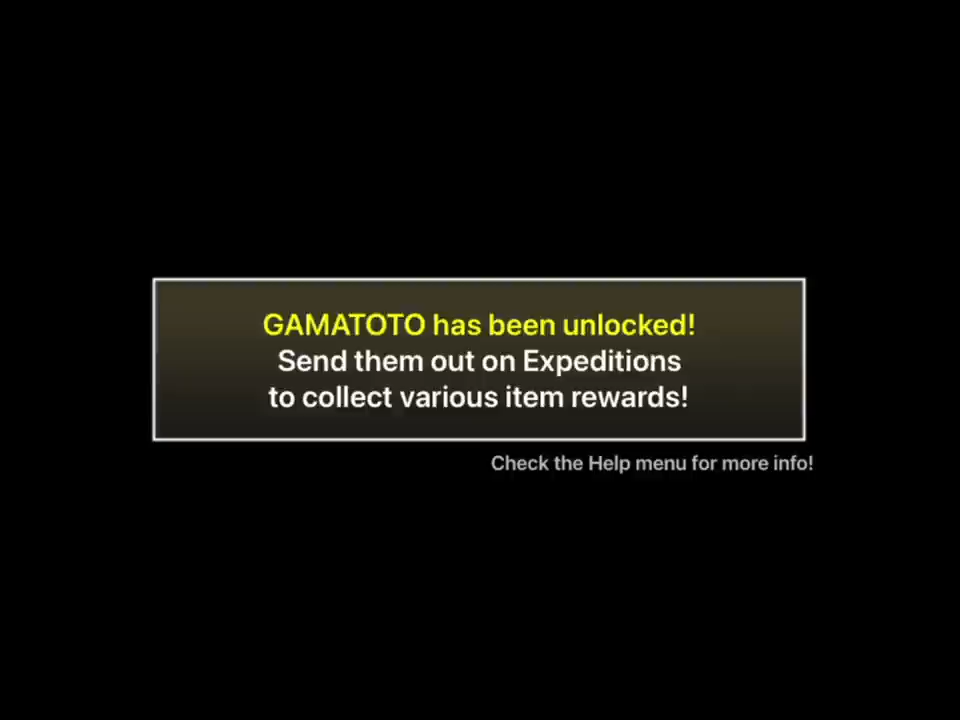 GAMATOTO has been unlocked!
Send them out on Expeditions
to collect various item rewards!
Check the Help menu for more info!